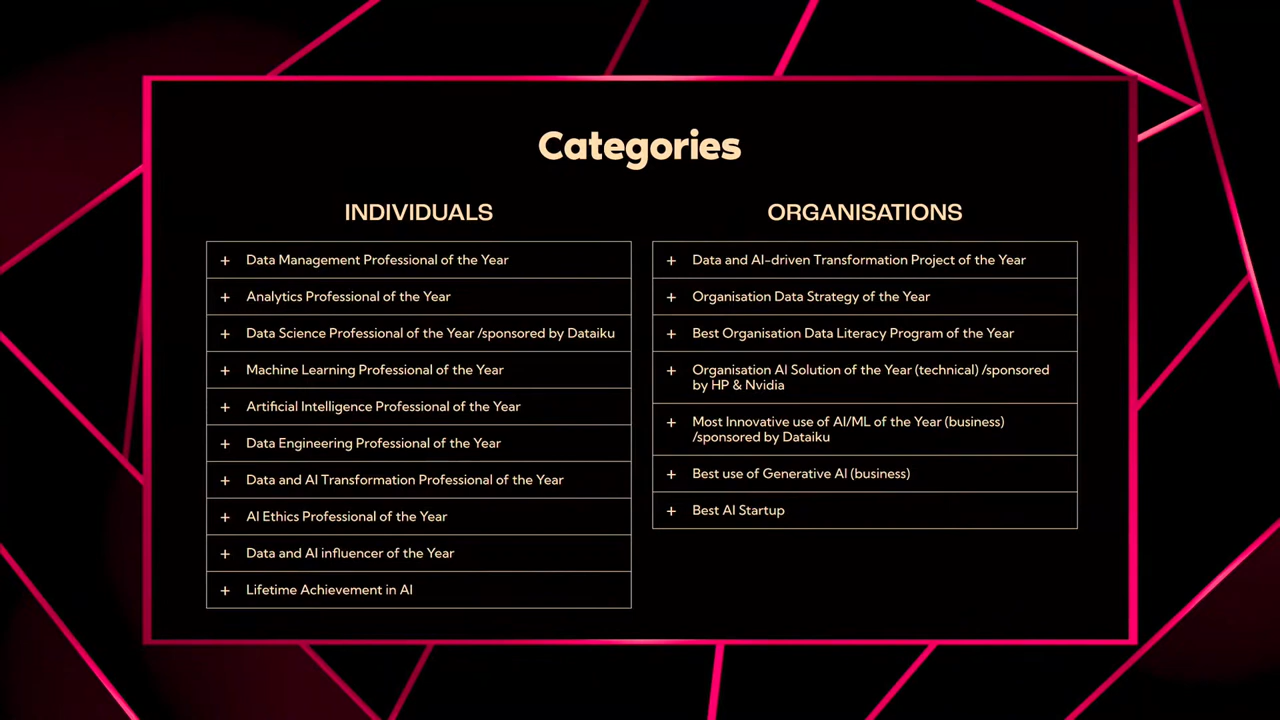 Categories
INDIVIDUALS
+ Data Management Professional of the Year
+ Analytics Professional of the Year
+ Data Science Professional of the Year /sponsored by Dataiku
+ Machine Learning Professional of the Year
+ Artificial Intelligence Professional of the Year
+ Data Engineering Professional of the Year
+ Data and AI Transformation Professional of the Year
+ AI Ethics Professional of the Year
+ Data and AI influencer of the Year
+ Lifetime Achievement in AI
ORGANISATIONS
+ Data and AI-driven Transformation Project of the Year
+ Organisation Data Strategy of the Year
+ Best Organisation Data Literacy Program of the Year
+ Organisation AI Solution of the Year (technical) /sponsored
by HP & Nvidia
+ Most Innovative use of AI/ML of the Year (business)
/sponsored by Dataiku
+ Best use of Generative AI (business)
+ Best AI Startup